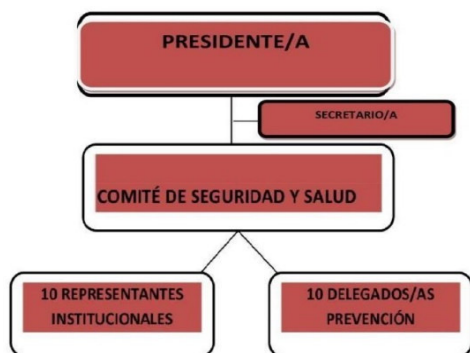 PRESIDENTE/A
SECRETARIO/A
COMITÉ DE SEGURIDAD Y SALUD
10 REPRESENTANTES
INSTITUCIONALES
10 DELEGADOS/AS
PREVENCIÓN